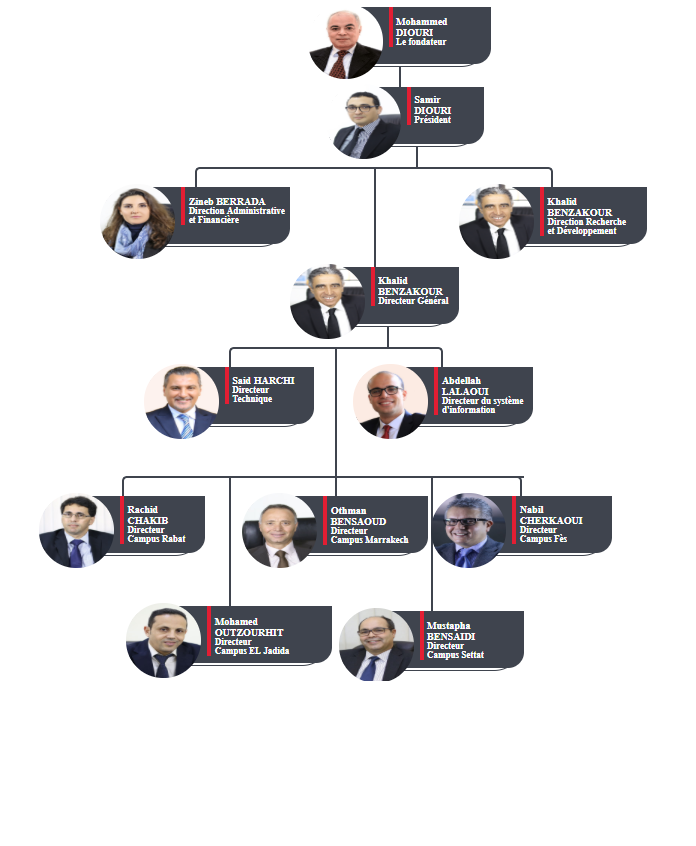 Mohammed
DIOURI
Le fondateur
Samir
DIOURI
Président
Zineb BERRADA
Direction Administrative
et Financière
Khalid
BENZAKOUR
Direction Recherche
et Développement
Khalid
BENZAKOUR
Directeur Général
Said HARCHI
Directeur
Technique
Abdellah
LALAOUI
Directeur du système
d'information
Rachid
CHAKIB
Directeur
Campus Rabat
Othman
BENSAOUD
Directeur
Campus Marrakech
Nabil
CHERKAOUI
Directeur
Campus Fès
Mohamed
OUTZOURHIT
Directeur
Campus EL Jadida
Mustapha
BENSAIDI
Directeur
Campus Settat